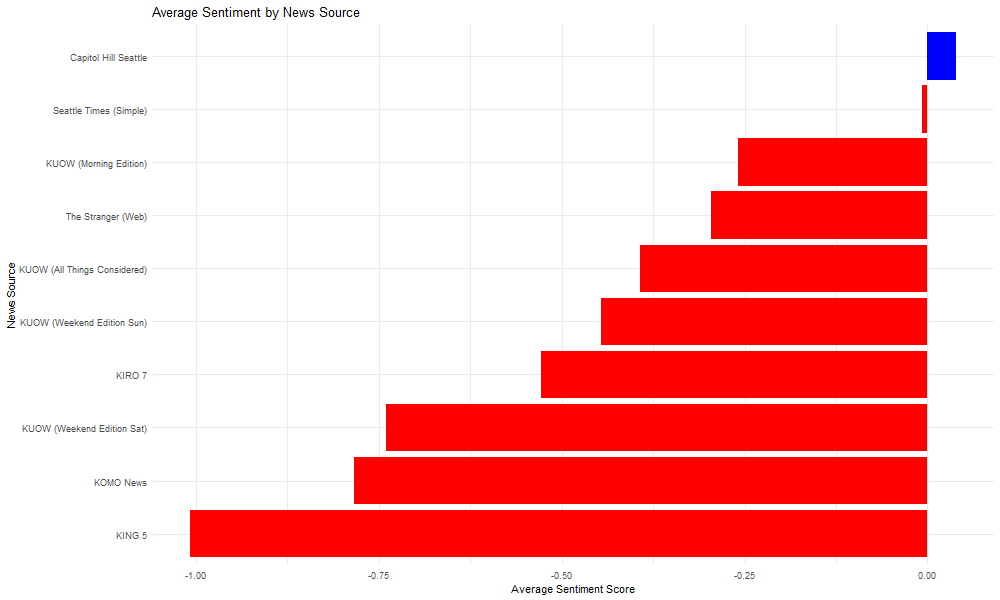 Average Sentiment by News Source
Capitol Hill Seattle
Seattle Times (Simple)
KUOW (Morning Edition)
The Stranger (Web)
KUOW (All Things Considered)
KUOW (Weekend Edition Sun)
KIRO 7
KUOW (Weekend Edition Sat)
KOMO News
KING 5
News Source
-1.00
-0.75
-0.50
-0.25
0.00
Average Sentiment Score